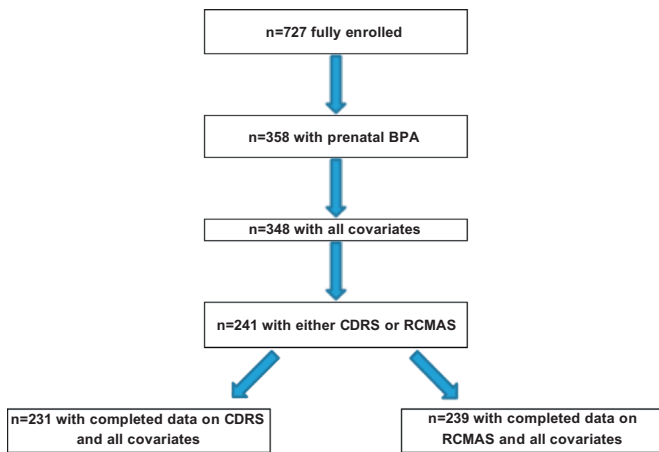 n=727 fully enrolled
n=358 with prenatal BPA
n=348 with all covariates
n=241 with either CDRS or RCMAS
n=231 with completed data on CDRS
and all covariates
n=239 with completed data on
RCMAS and all covariates